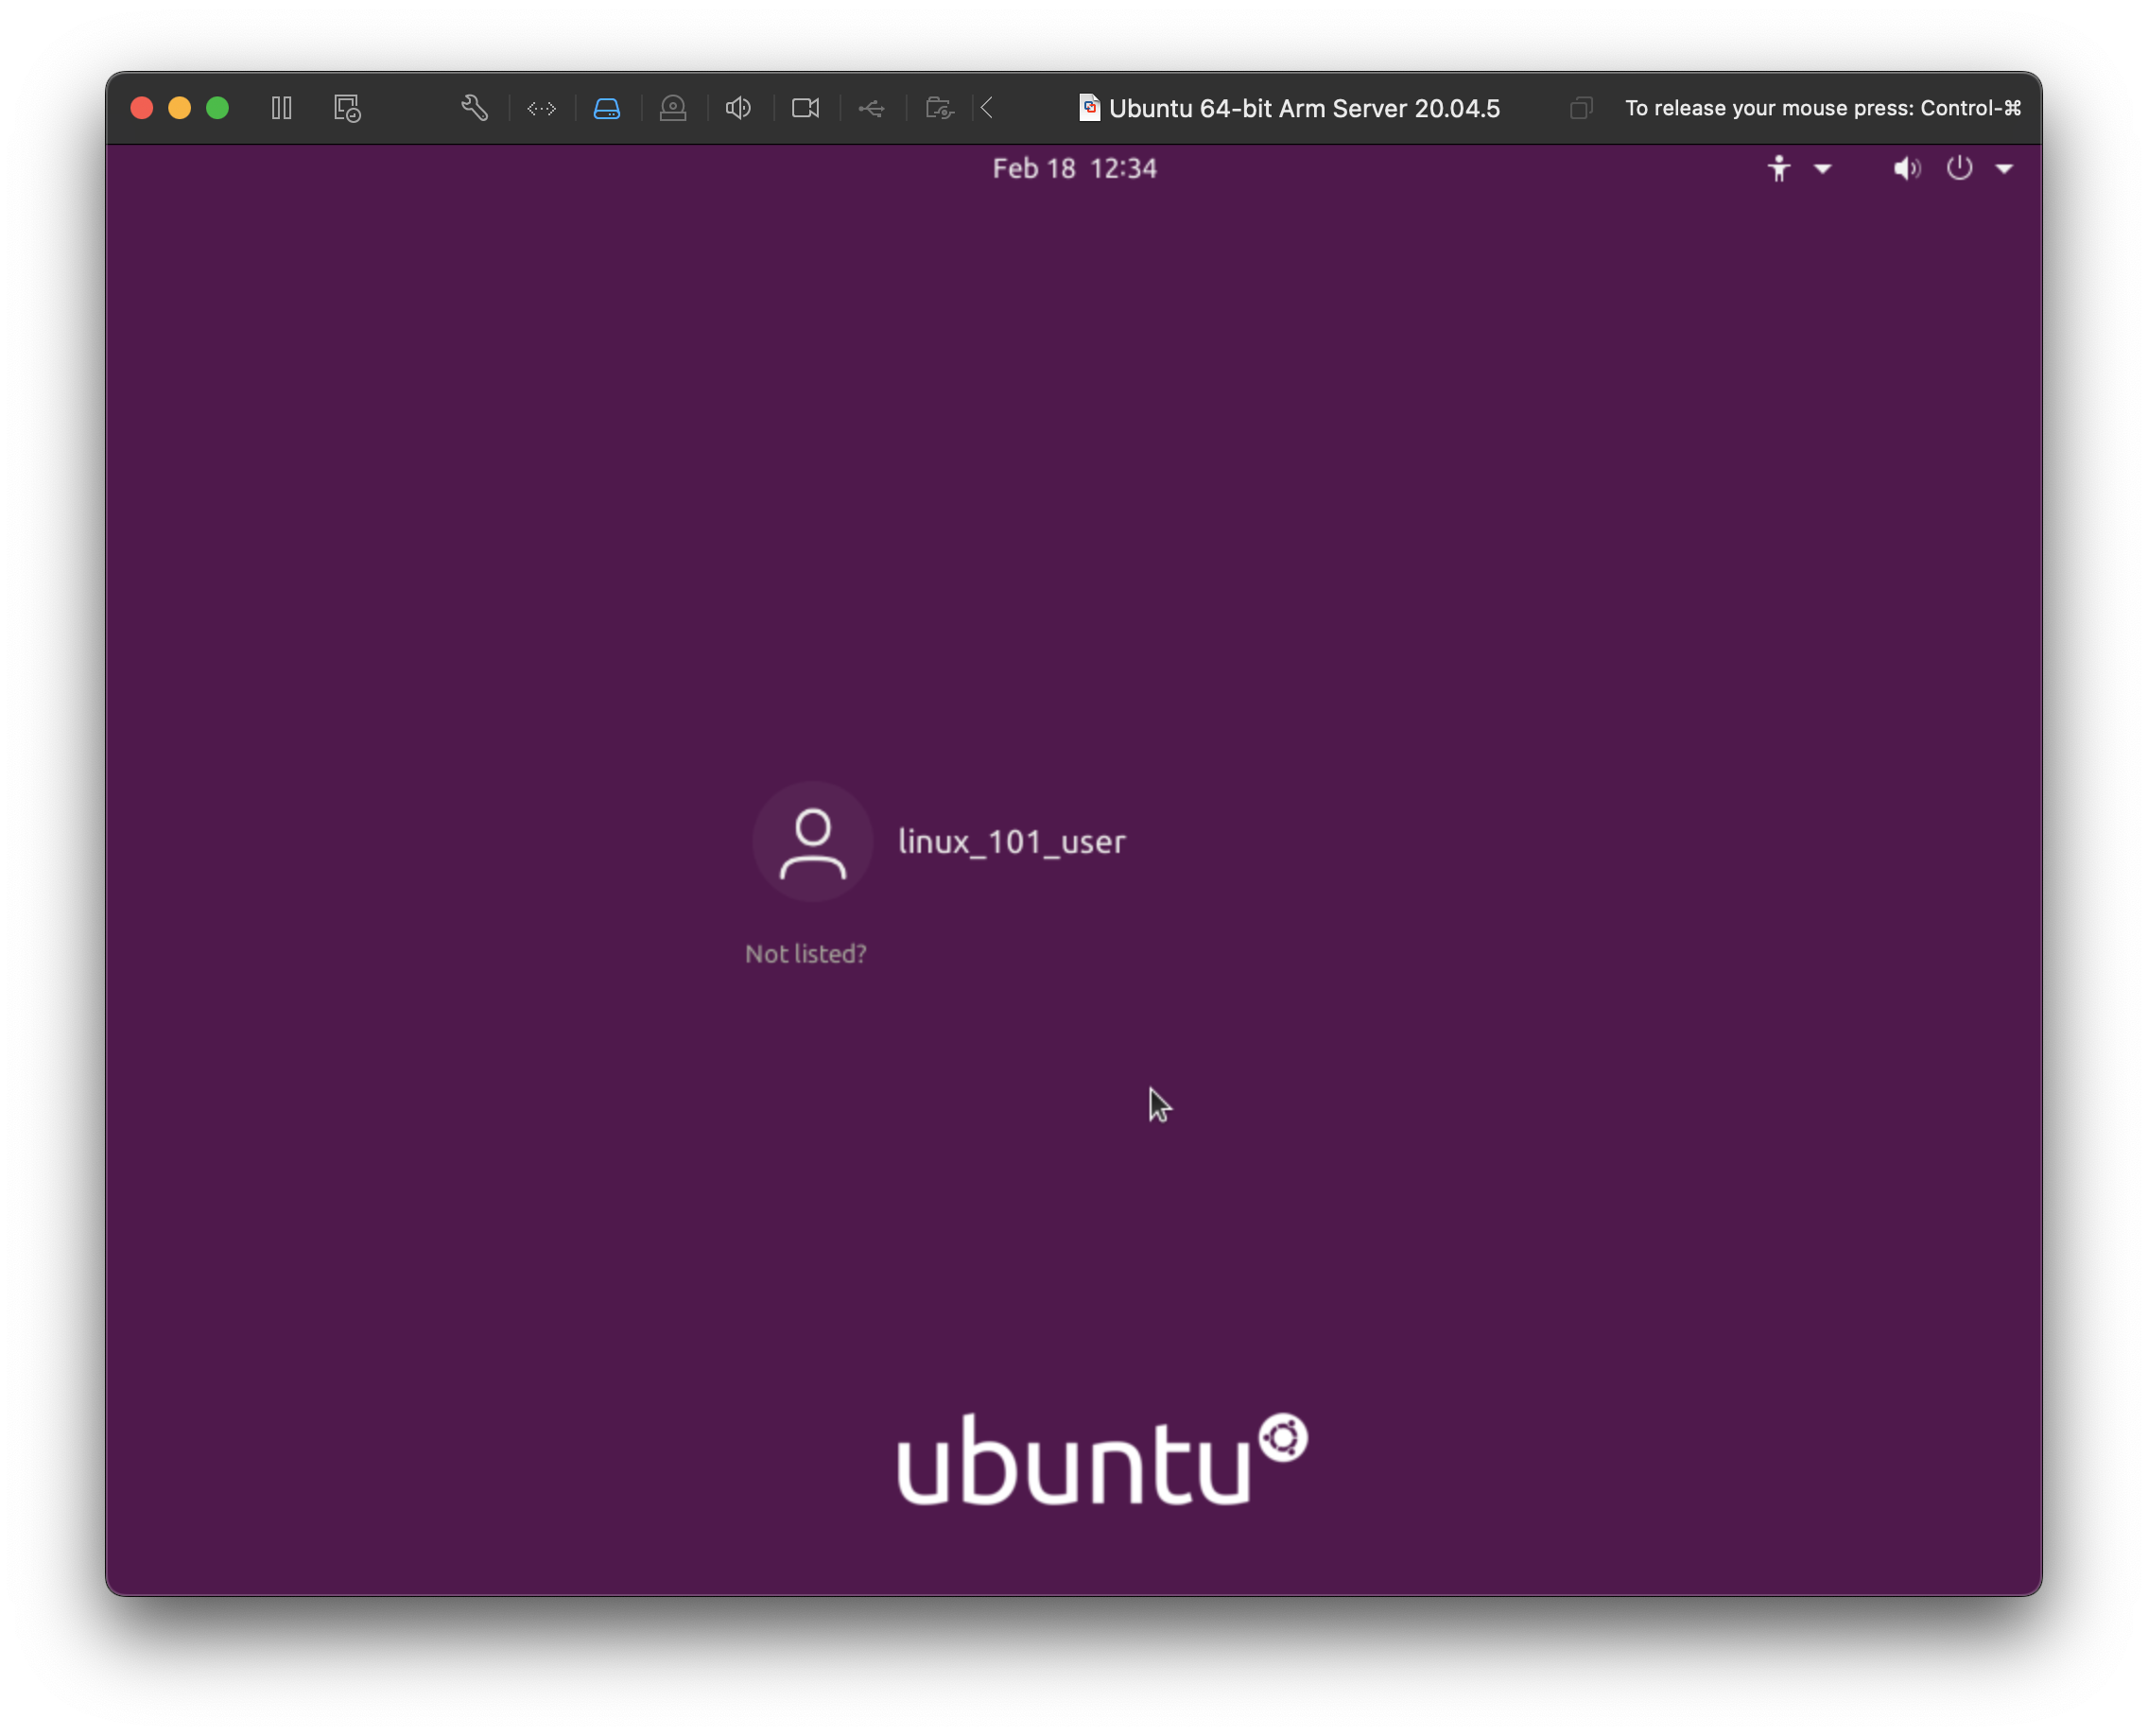 Ubuntu 64-bit Arm Server 20.04.5
To release your mouse press: Control-⌘
Feb 18 12:34
linux_101_user
Not listed?
ubuntu